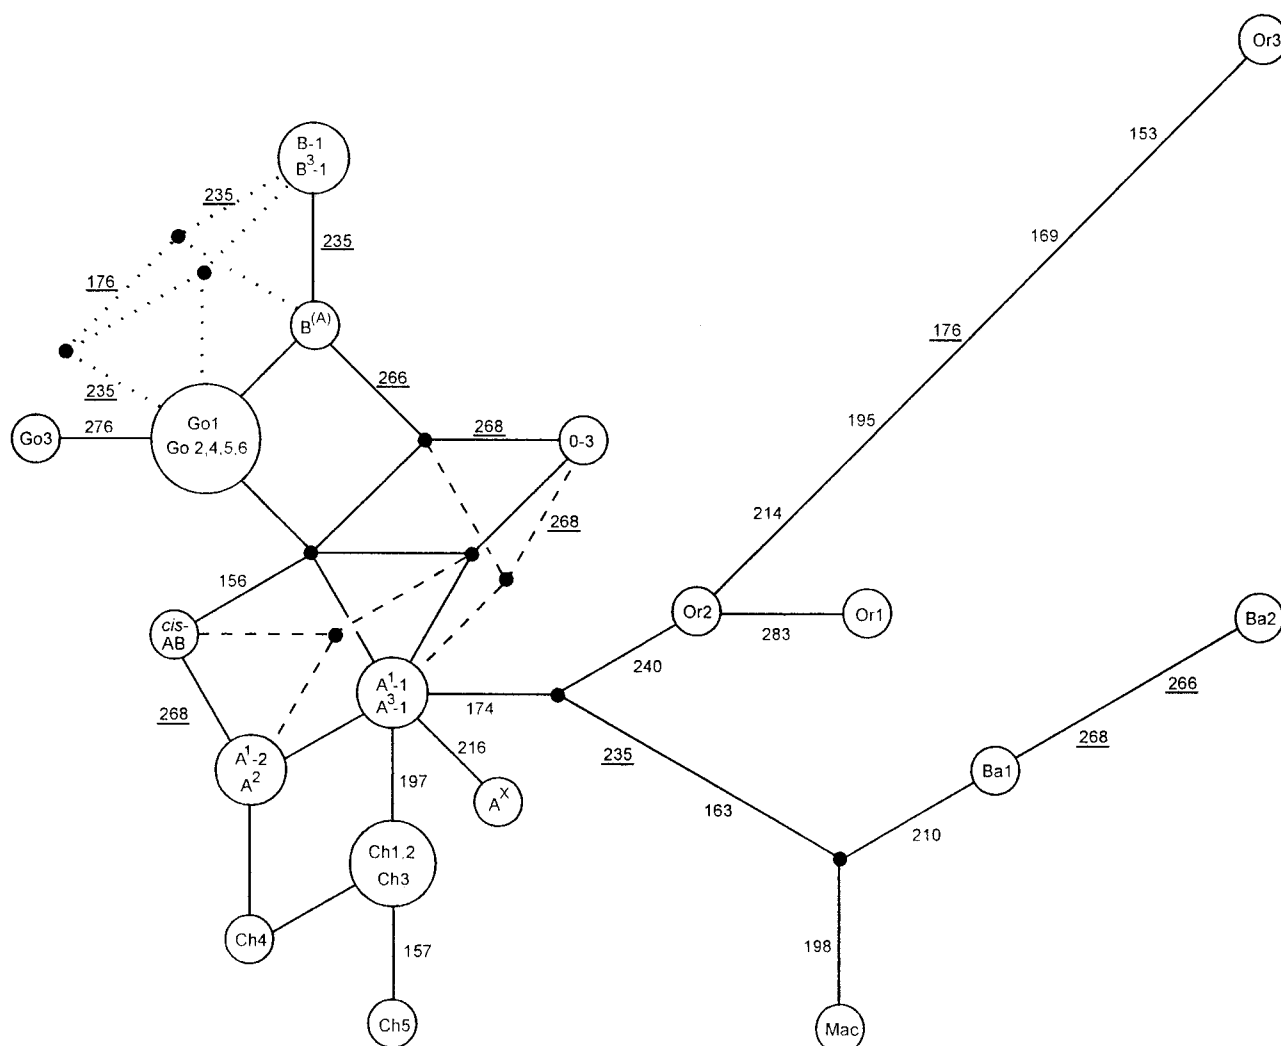 Or3
153
B-1
B³-1
235
235
169
176
176
B⁽ᴬ⁾
235
266
195
Go1
Go 2,4,5,6
Go3
276
268
0-3
214
268
156
Or2
Or1
283
Ba2
cis-
AB
240
A¹-1
A³-1
174
266
268
216
235
268
A¹-2
A²
197
Ba1
Aˣ
163
210
Ch1,2
Ch3
Ch4
157
198
Ch5
Mac